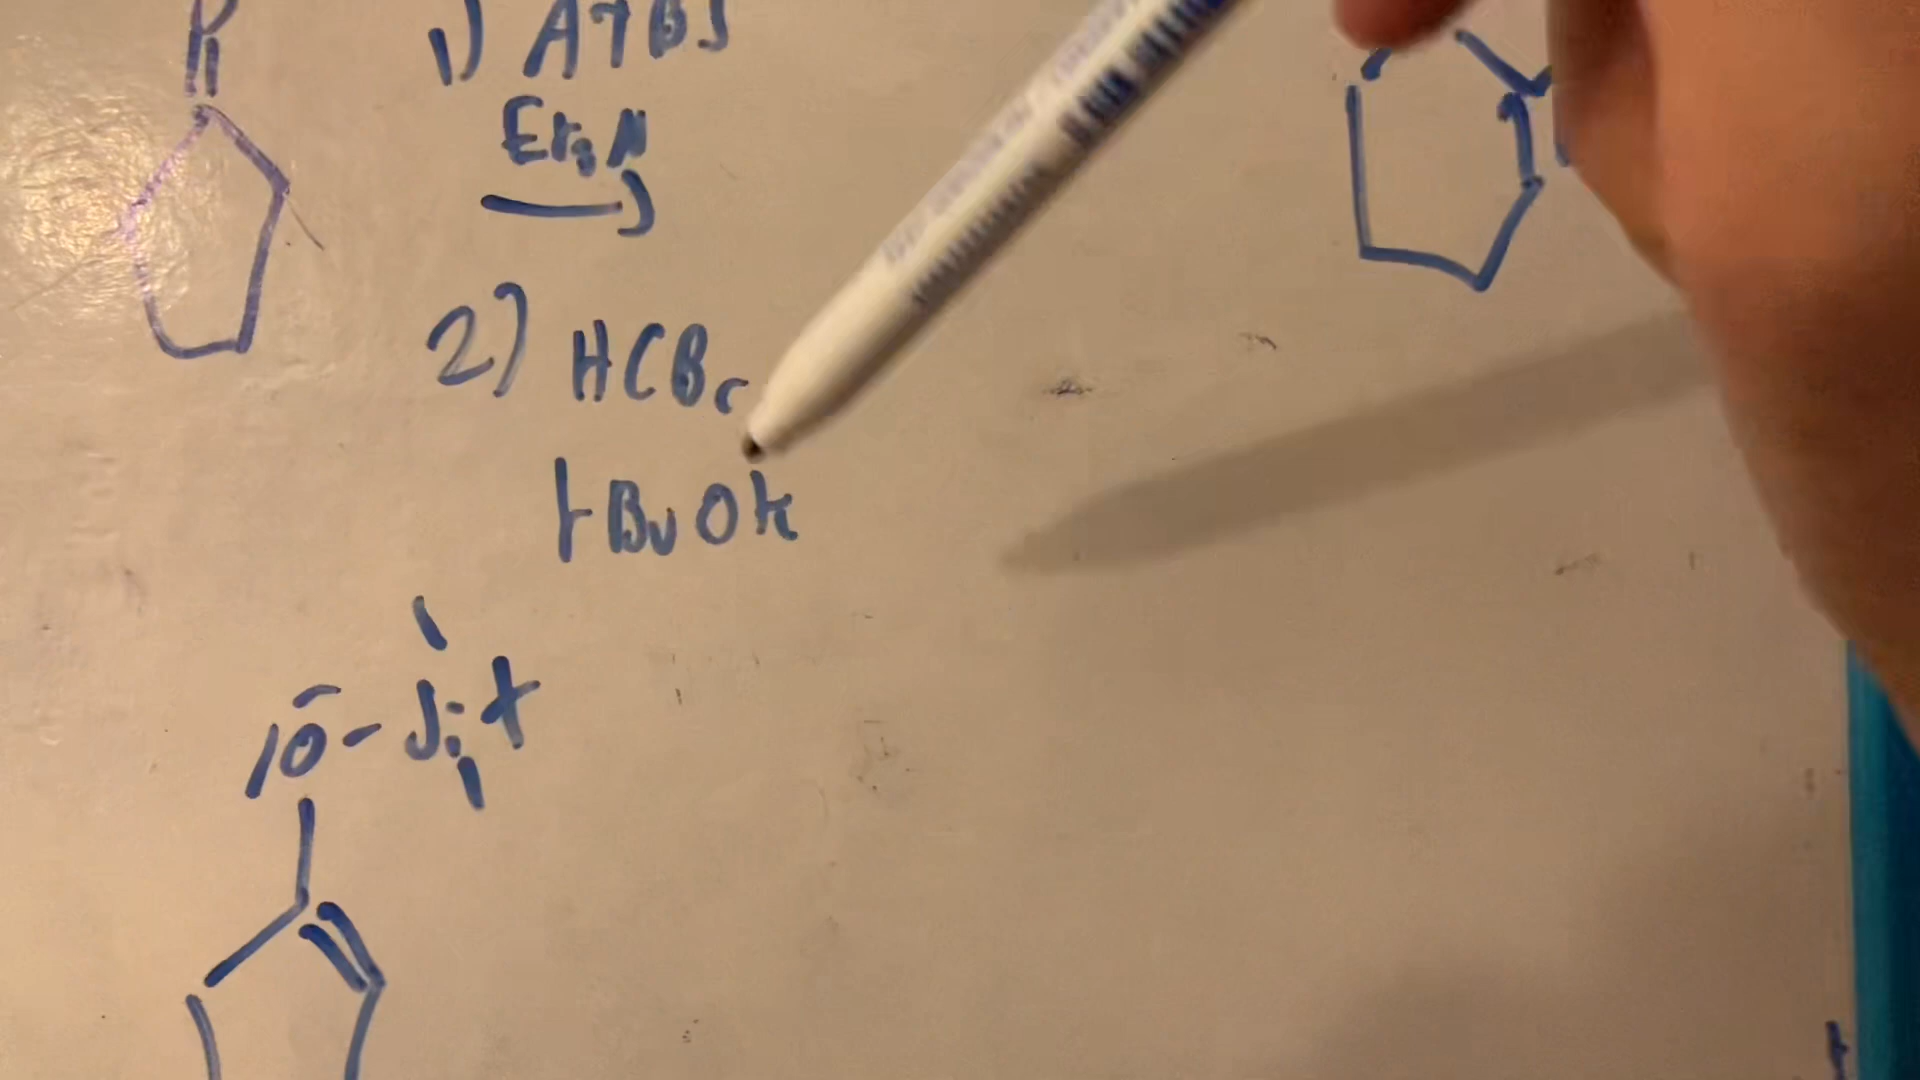 1) ATBS
Et3N
2) HCBr
tBuOK
|O-Si